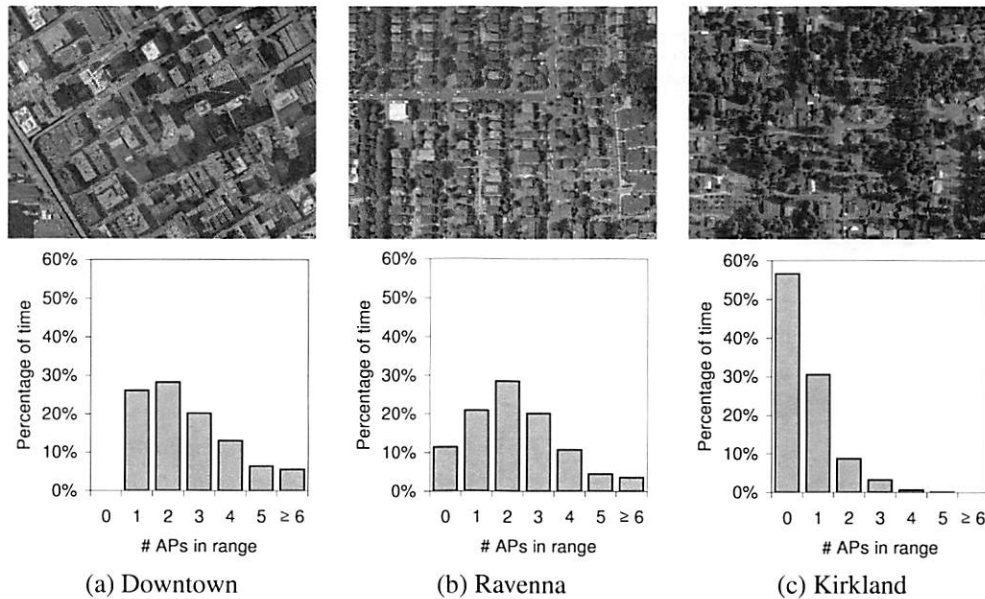 60%
50%
40%
30%
20%
10%
0%
Percentage of time
0 1 2 3 4 5 ≥ 6
# APs in range
(a) Downtown
60%
50%
40%
30%
20%
10%
0%
Percentage of time
0 1 2 3 4 5 ≥ 6
# APs in range
(b) Ravenna
60%
50%
40%
30%
20%
10%
0%
Percentage of time
0 1 2 3 4 5 ≥ 6
# APs in range
(c) Kirkland